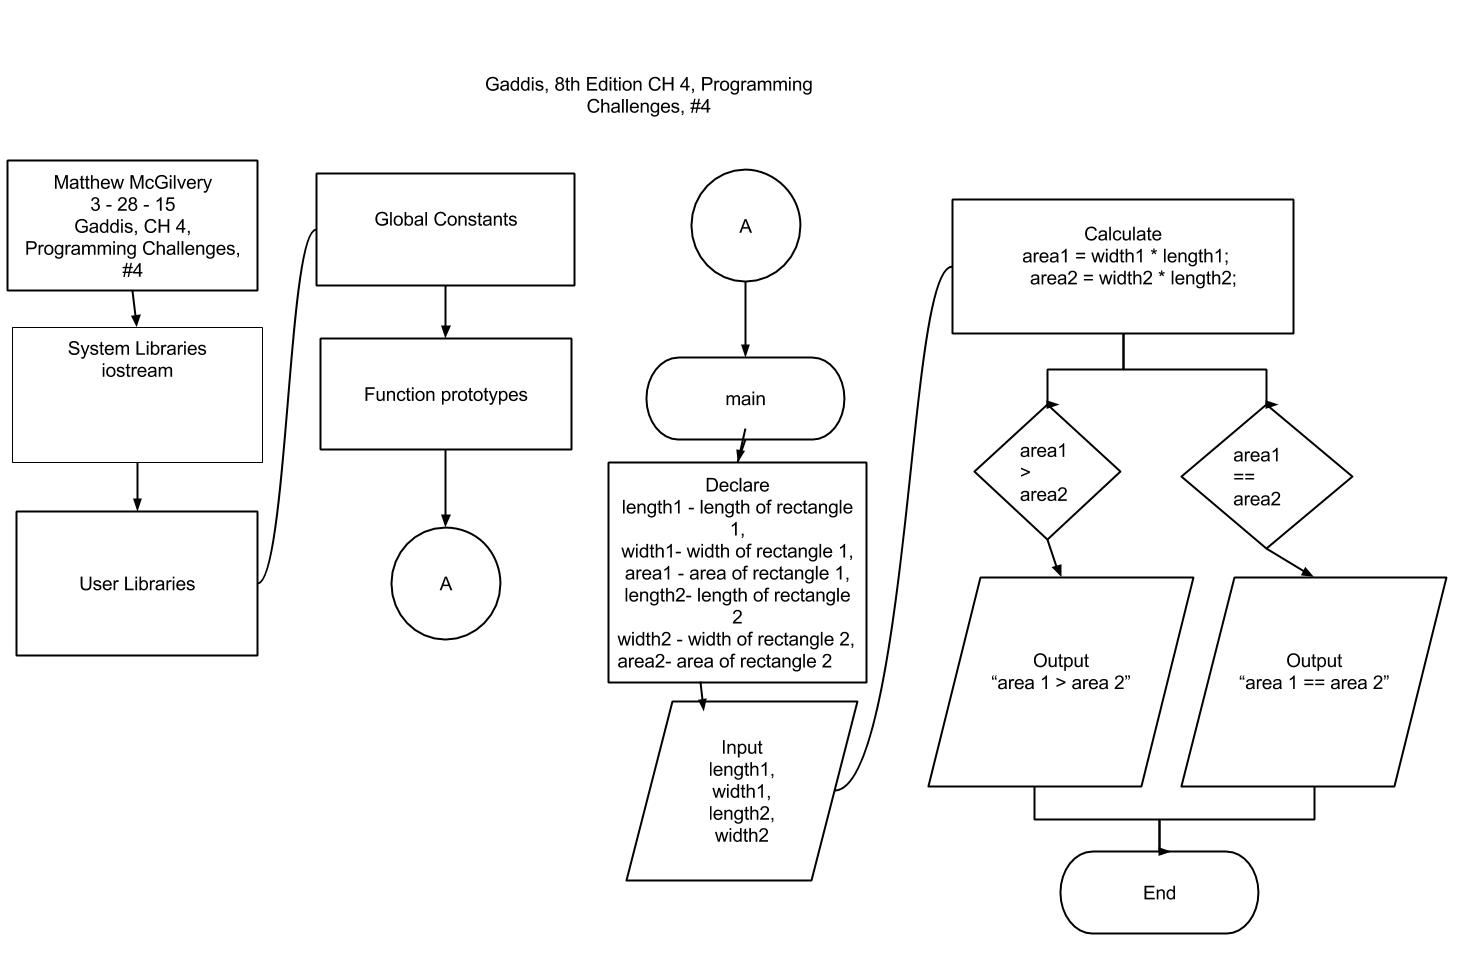 Gaddis, 8th Edition CH 4, Programming
Challenges, #4
Matthew McGilvery
3 - 28 - 15
Gaddis, CH 4,
Programming Challenges,
#4
System Libraries
iostream
User Libraries
Global Constants
Function prototypes
A
A
main
Declare
length1 - length of rectangle
1,
width1- width of rectangle 1,
area1 - area of rectangle 1,
length2- length of rectangle
2
width2 - width of rectangle 2,
area2- area of rectangle 2
Input
length1,
width1,
length2,
width2
Calculate
area1 = width1 * length1;
area2 = width2 * length2;
area1
>
area2
area1
==
area2
Output
“area 1 > area 2”
Output
“area 1 == area 2”
End